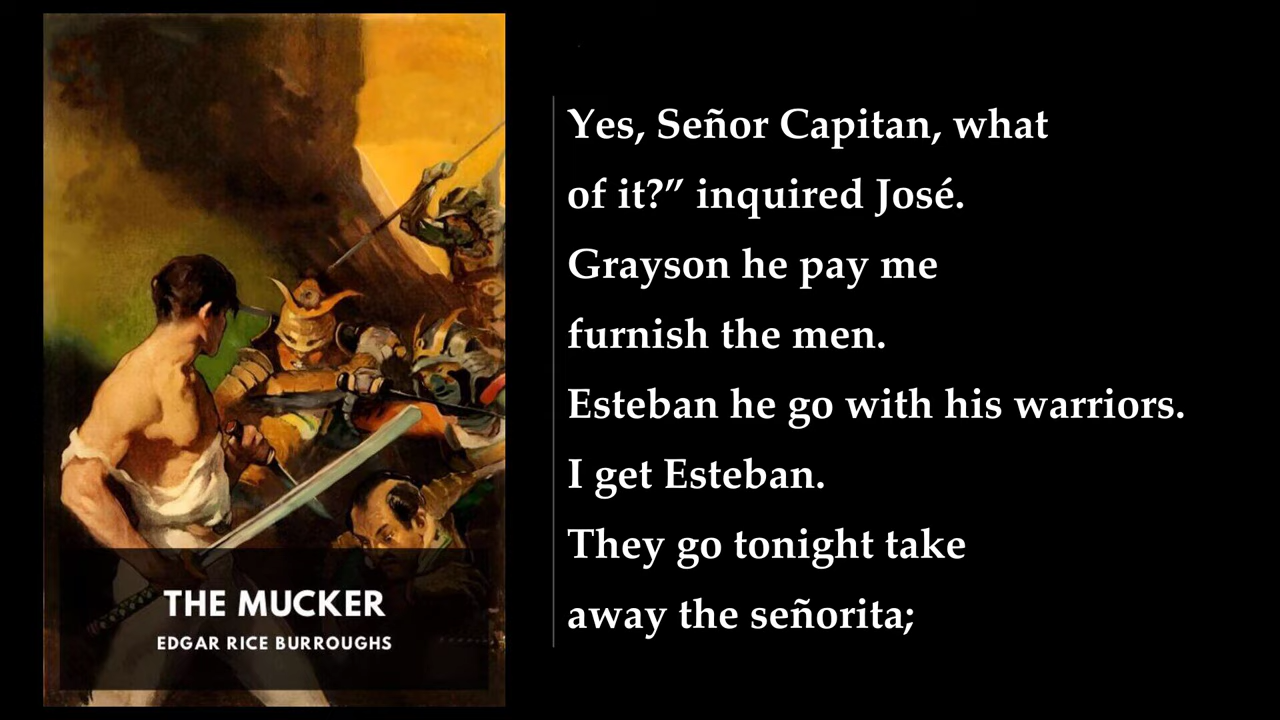 THE MUCKER
EDGAR RICE BURROUGHS
Yes, Señor Capitan, what
of it?” inquired José.
Grayson he pay me
furnish the men.
Esteban he go with his warriors.
I get Esteban.
They go tonight take
away the señorita;